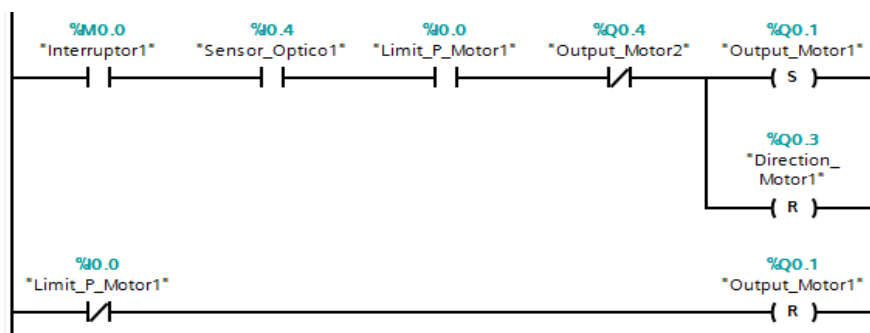 %M0.0 %I0.4 %I0.0 %Q0.4 %Q0.1
"Interruptor1" "Sensor_Optico1" "Limit_P_Motor1" "Output_Motor2" "Output_Motor1"
S
%Q0.3
"Direction_
Motor1"
R
%I0.0 %Q0.1
"Limit_P_Motor1" "Output_Motor1"
R